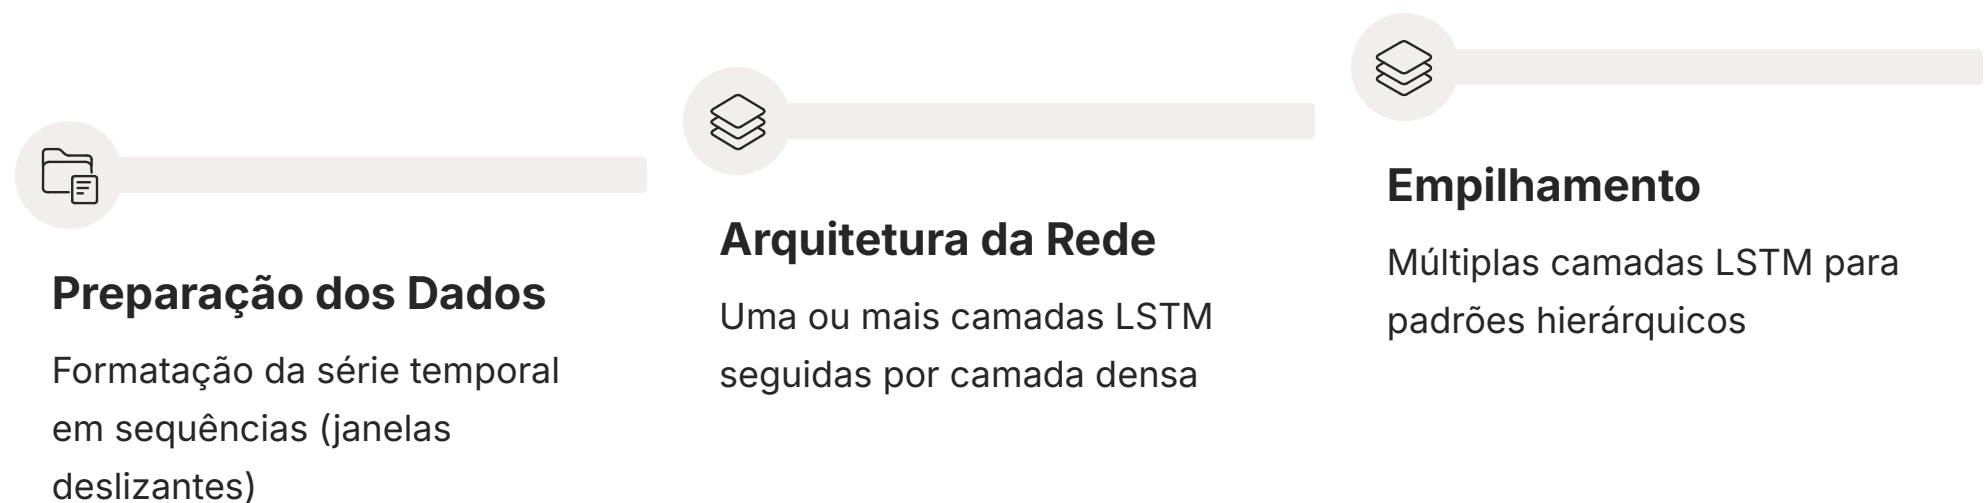 Preparação dos Dados
Formatação da série temporal
em sequências (janelas
deslizantes)
Arquitetura da Rede
Uma ou mais camadas LSTM
seguidas por camada densa
Empilhamento
Múltiplas camadas LSTM para
padrões hierárquicos